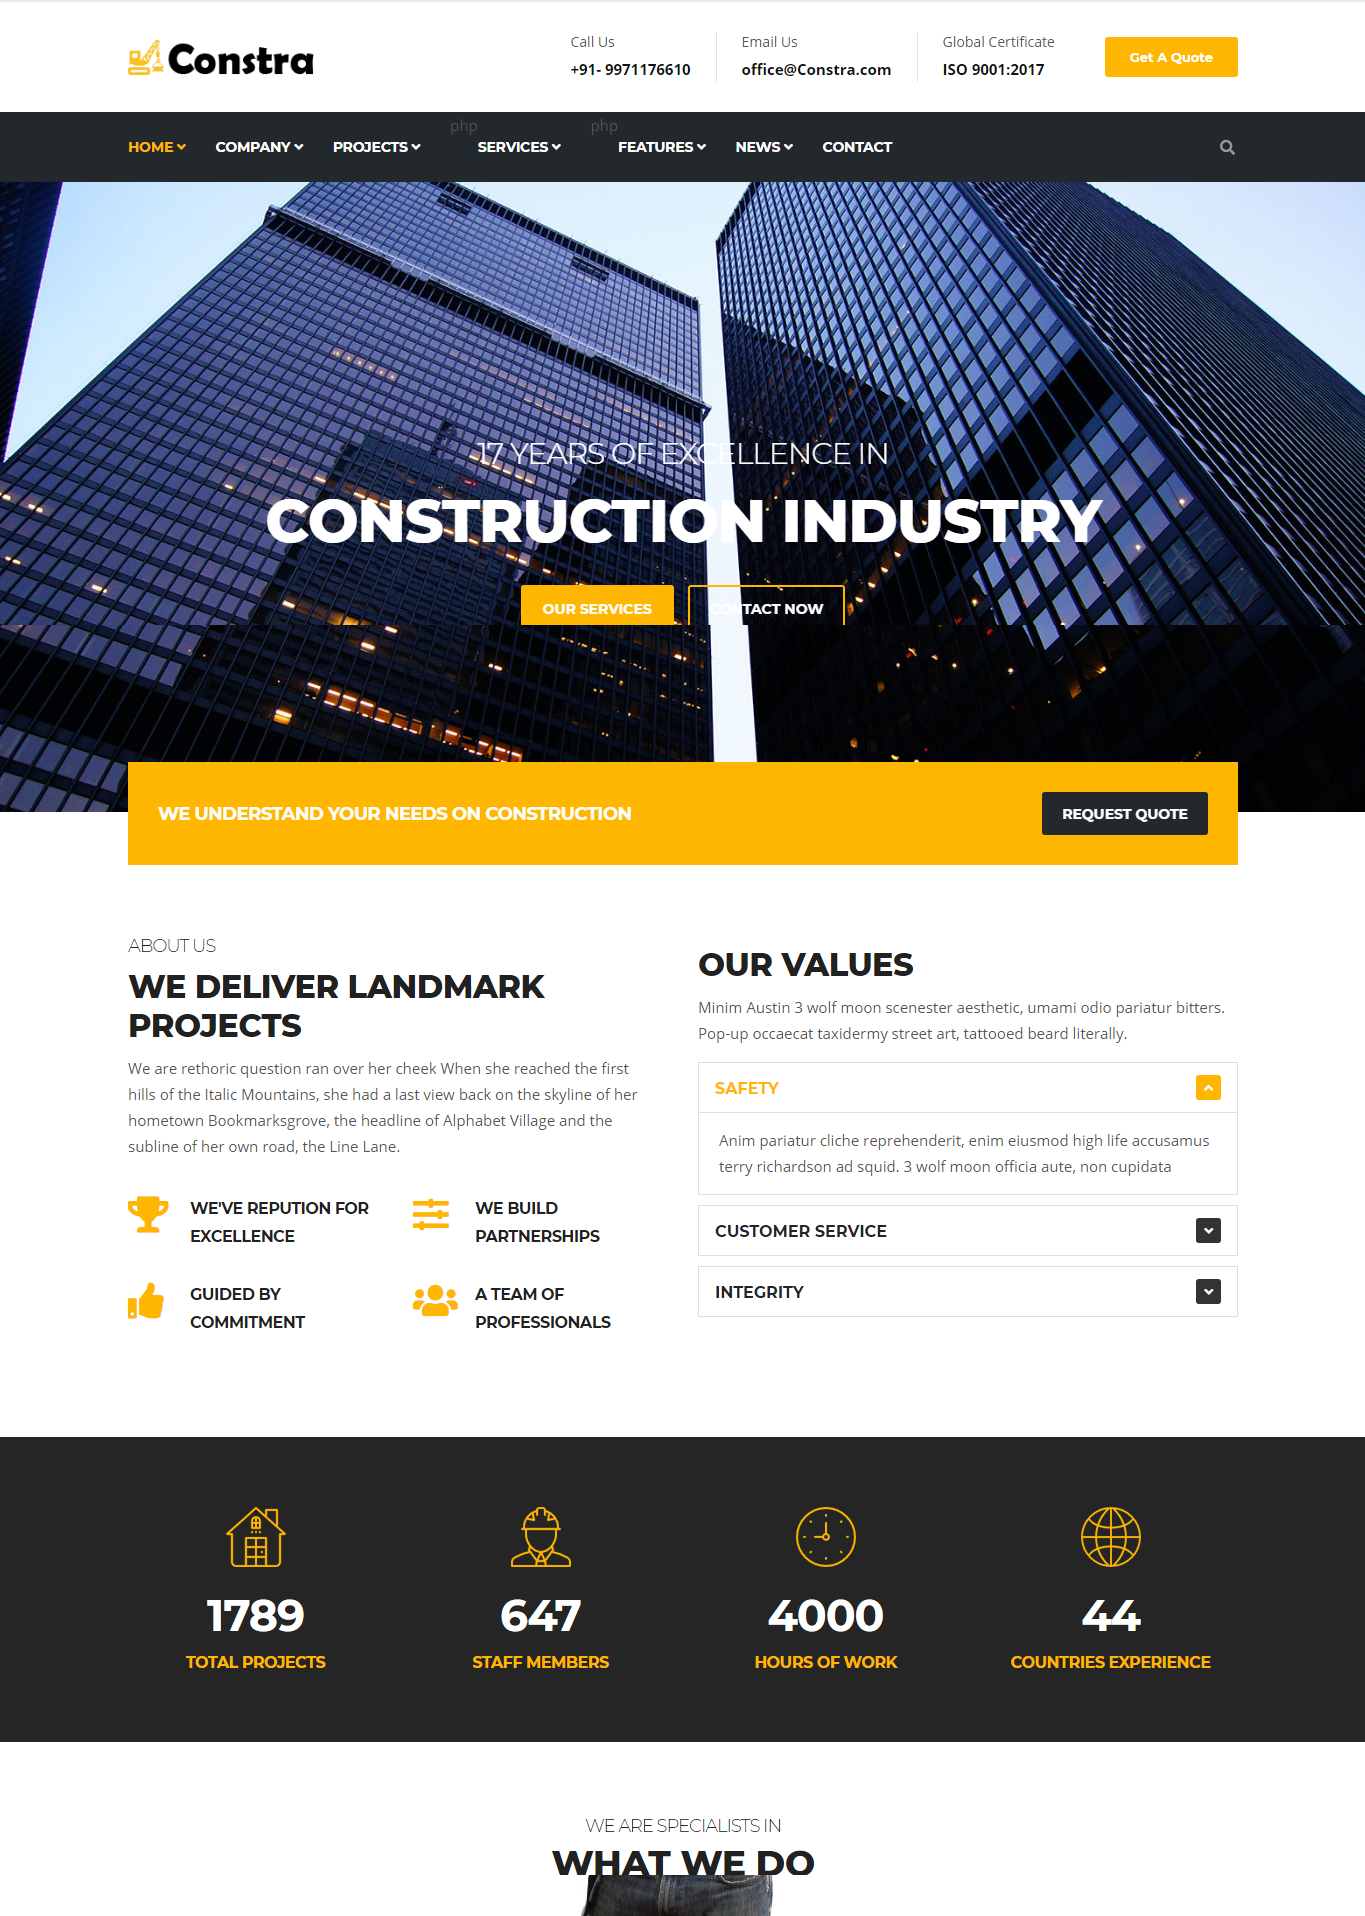 Constra
Call Us
+91- 9971176610
Email Us
office@Constra.com
Global Certificate
ISO 9001:2017
Get A Quote
HOME
COMPANY
PROJECTS
php
SERVICES
php
FEATURES
NEWS
CONTACT
17 YEARS OF EXCELLENCE IN
CONSTRUCTION INDUSTRY
OUR SERVICES
CONTACT NOW
WE UNDERSTAND YOUR NEEDS ON CONSTRUCTION
REQUEST QUOTE
ABOUT US
WE DELIVER LANDMARK
PROJECTS
We are rethoric question ran over her cheek When she reached the first
hills of the Italic Mountains, she had a last view back on the skyline of her
hometown Bookmarksgrove, the headline of Alphabet Village and the
subline of her own road, the Line Lane.
WE'VE REPUTION FOR
EXCELLENCE
WE BUILD
PARTNERSHIPS
GUIDED BY
COMMITMENT
A TEAM OF
PROFESSIONALS
OUR VALUES
Minim Austin 3 wolf moon scenester aesthetic, umami odio pariatur bitters.
Pop-up occaecat taxidermy street art, tattooed beard literally.
SAFETY
Anim pariatur cliche reprehenderit, enim eiusmod high life accusamus
terry richardson ad squid. 3 wolf moon officia aute, non cupidata
CUSTOMER SERVICE
INTEGRITY
1789
TOTAL PROJECTS
647
STAFF MEMBERS
4000
HOURS OF WORK
44
COUNTRIES EXPERIENCE
WE ARE SPECIALISTS IN
WHAT WE DO